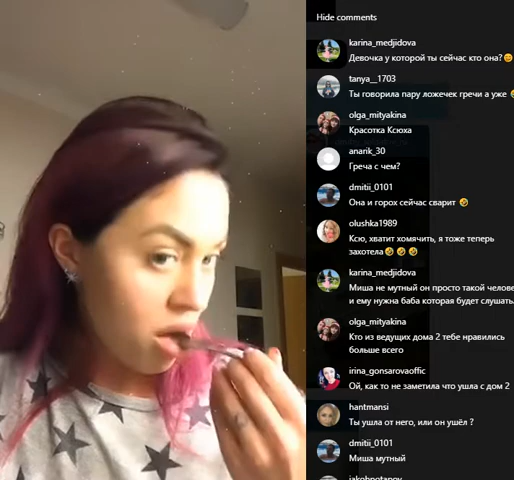 Hide comments
karina_medjidova
Девочка у которой ты сейчас кто она?😊
tanya__1703
Ты говорила пару ложечек гречи а уже
olga_mityakina
Красотка Ксюха
anarik_30
Греча с чем?
dmitii_0101
Она и горох сейчас сварит 🤣
olushka1989
Ксю, хватит хомячить, я тоже теперь
захотела🤣 🤣 🤣
karina_medjidova
Миша не мутный он просто такой челове
и ему нужна баба которая будет слушать.
olga_mityakina
Кто из ведущих дома 2 тебе нравились
больше всего
irina_gonsarovaoffic
Ой, как то не заметила что ушла с дом 2
hantmansi
Ты ушла от него, или он ушёл ?
dmitii_0101
Миша мутный